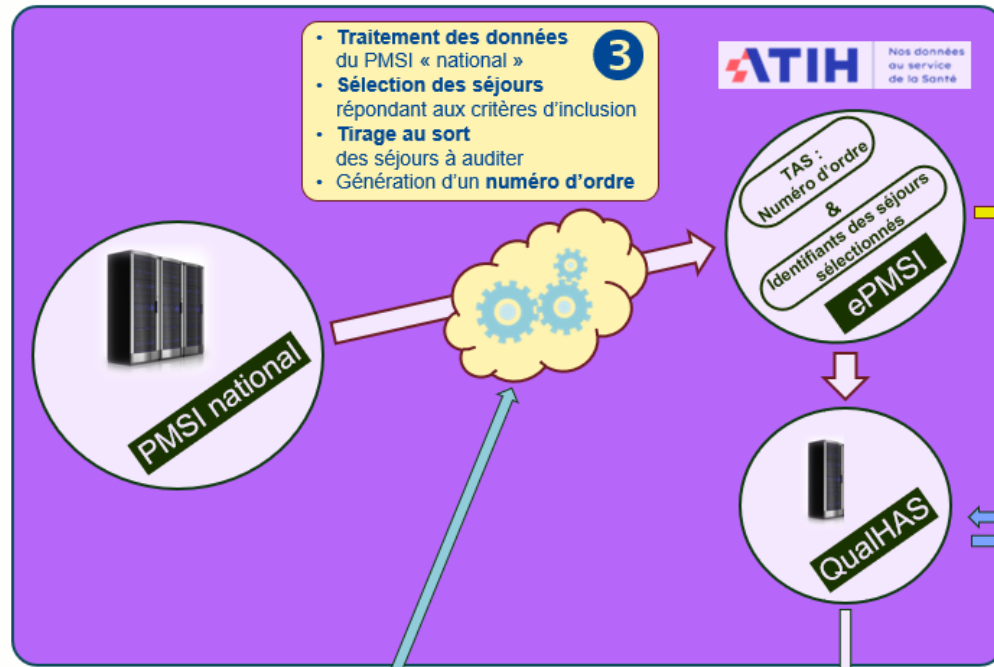 • Traitement des données
du PMSI « national »
• Sélection des séjours
répondant aux critères d'inclusion
• Tirage au sort
des séjours à auditer
• Génération d'un numéro d'ordre
3
ATIH
Nos données
au service
de la Santé
TAS :
Numéro d'ordre
&
Identifiants des séjours
sélectionnés
ePMSI
PMSI national
QualHAS